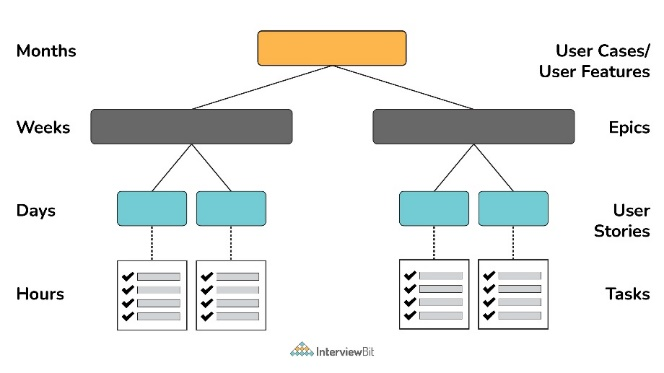 Months
User Cases/
User Features
Weeks
Epics
Days
User
Stories
Hours
Tasks
InterviewBit